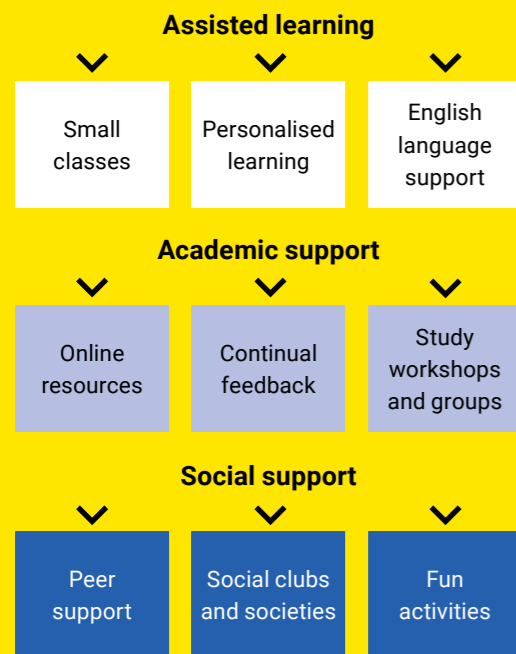 Assisted learning
Small
classes
Personalised
learning
English
language
support
Academic support
Online
resources
Continual
feedback
Study
workshops
and groups
Social support
Peer
support
Social clubs
and societies
Fun
activities